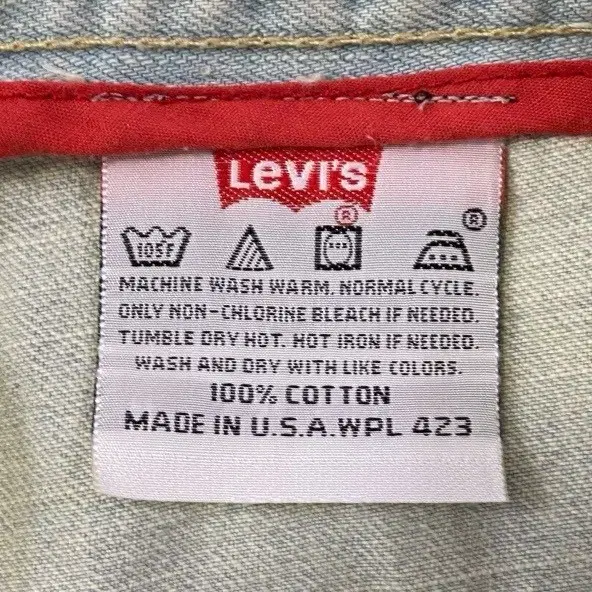 Levi's
®
®
105F
MACHINE WASH WARM. NORMAL CYCLE.
ONLY NON-CHLORINE BLEACH IF NEEDED.
TUMBLE DRY HOT. HOT IRON IF NEEDED.
WASH AND DRY WITH LIKE COLORS.
100% COTTON
MADE IN U.S.A. WPL 423